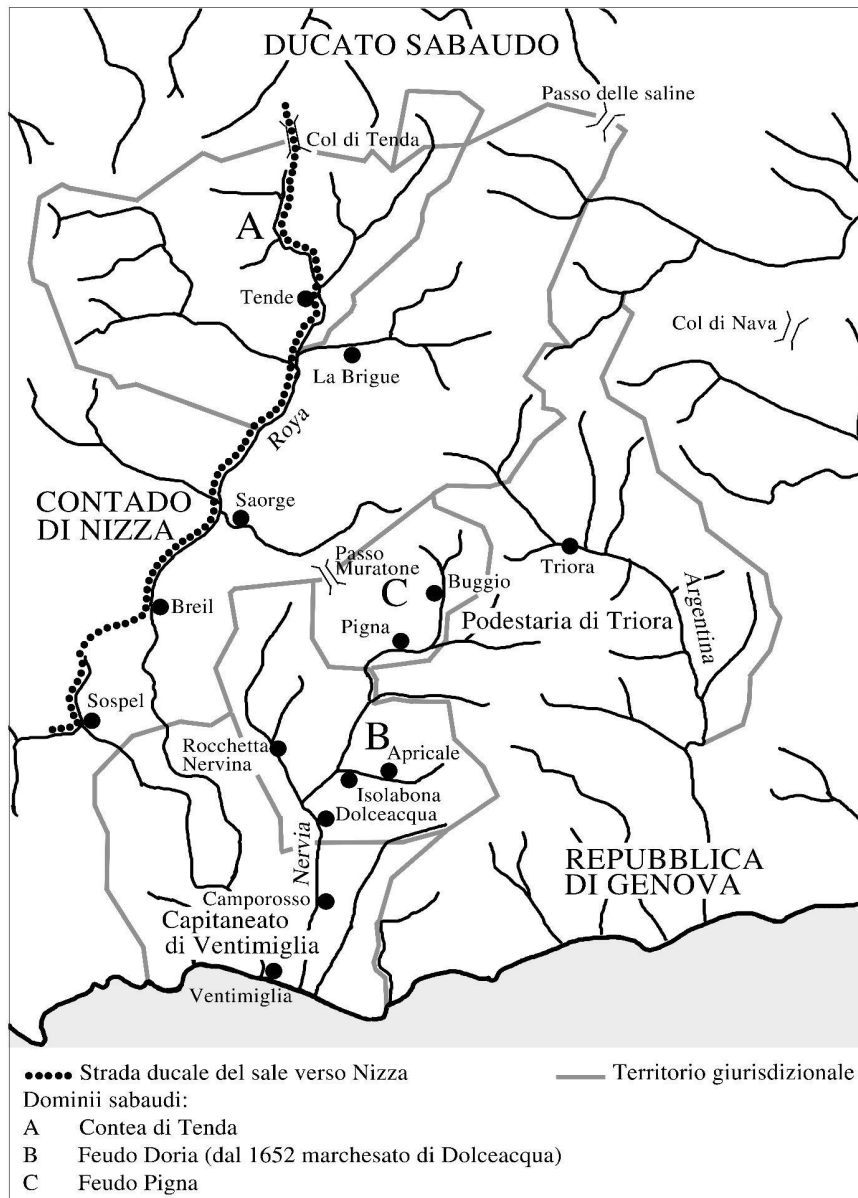 DUCATO SABAUDO
Passo delle saline
Col di Tenda
A
Tende
Col di Nava
La Brigue
Roya
CONTADO
DI NIZZA
Saorge
Passo
Muratone
Triora
Buggio
C
Argentina
Breil
Podestaria di Triora
Pigna
Sospel
B
Rocchetta
Nervina
Apricale
Isolabona
Dolceacqua
Nervia
REPUBBLICA
DI GENOVA
Camporosso
Capitaneato
di Ventimiglia
Ventimiglia
Strada ducale del sale verso Nizza
Territorio giurisdizionale
Dominii sabaudi:
A Contea di Tenda
B Feudo Doria (dal 1652 marchesato di Dolceacqua)
C Feudo Pigna